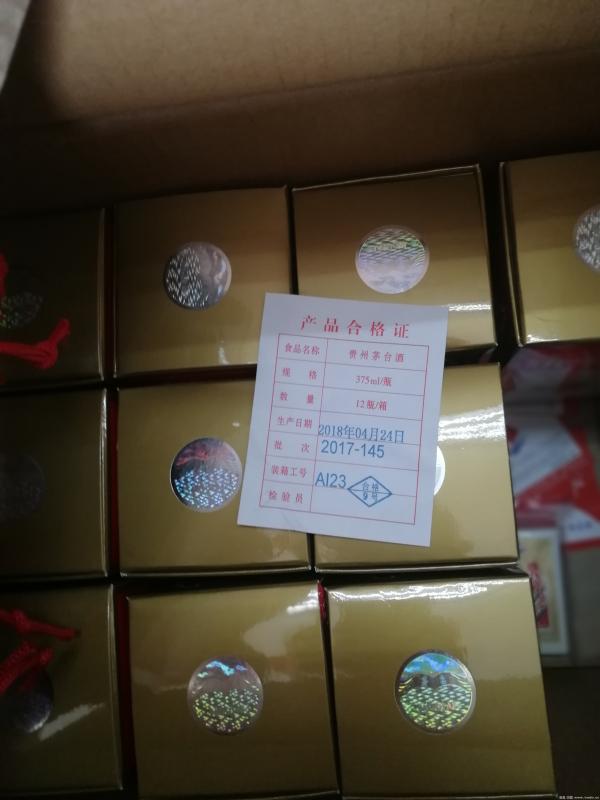 产品合格证
食品名称 贵州茅台酒
规 格 375ml/瓶
数 量 12瓶/箱
生产日期 2018年04月24日
批 次 2017-145
装箱工号 AI23
检验员 合格
9号